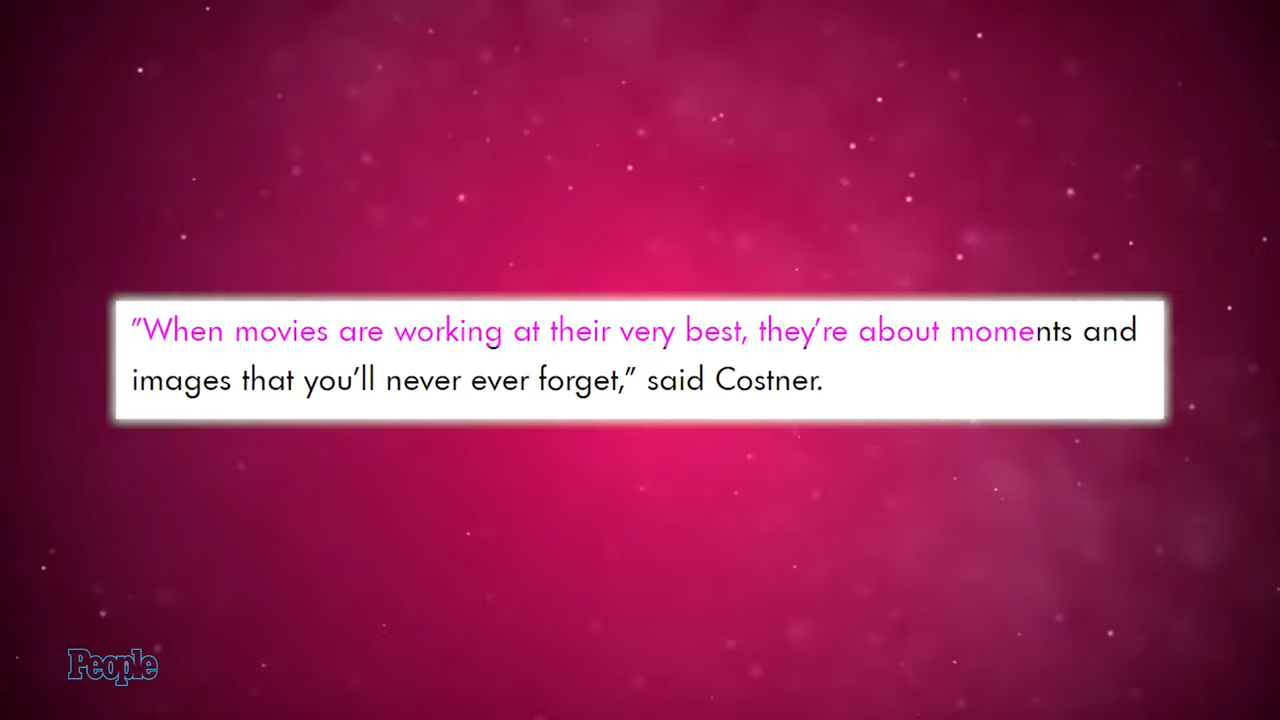 ”When movies are working at their very best, they’re about moments and
images that you’ll never ever forget,” said Costner.
People